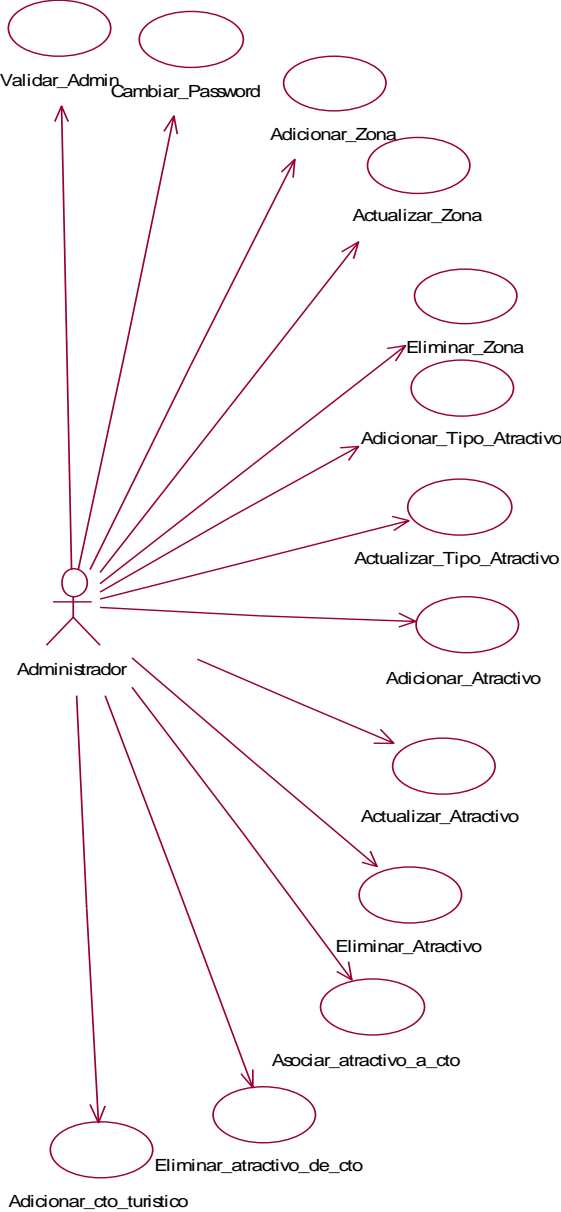 Validar_Admin
Cambiar_Password
Adicionar_Zona
Actualizar_Zona
Eliminar_Zona
Adicionar_Tipo_Atractivo
Actualizar_Tipo_Atractivo
Administrador
Adicionar_Atractivo
Actualizar_Atractivo
Eliminar_Atractivo
Asociar_atractivo_a_cto
Eliminar_atractivo_de_cto
Adicionar_cto_turistico